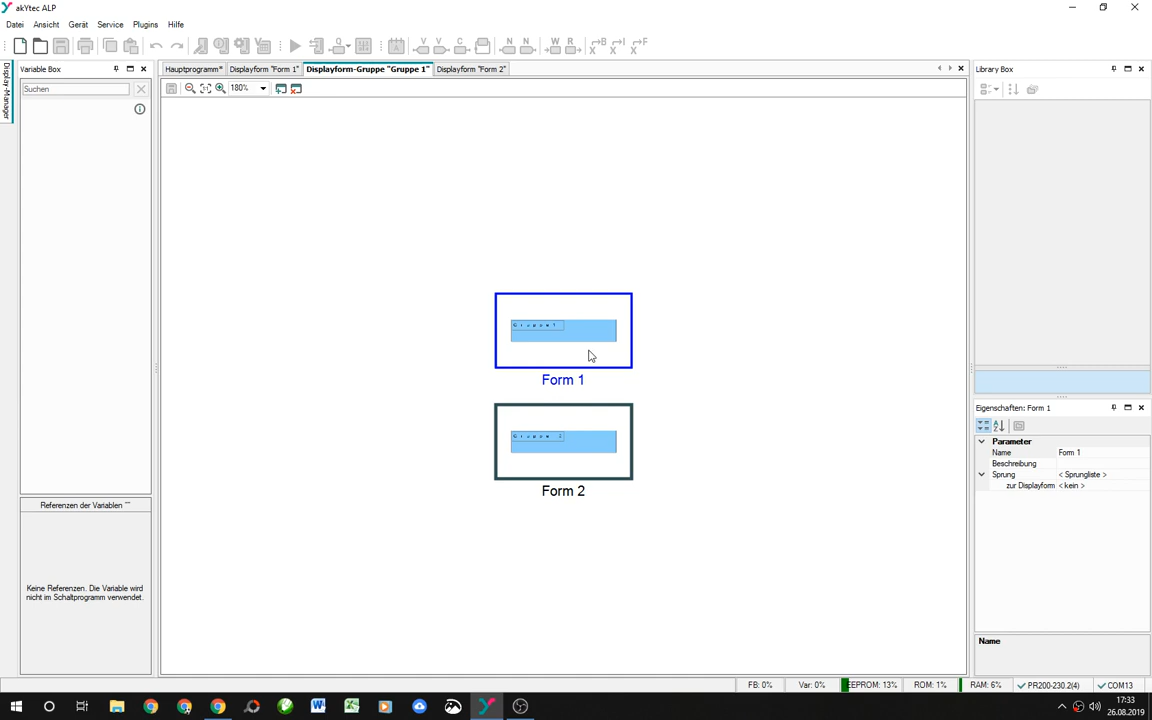 akYtec ALP
Datei Ansicht Gerät Service Plugins Hilfe
Display-Manager
Variable Box
Suchen
Referenzen der Variablen
Keine Referenzen. Die Variable wird
nicht im Schaltprogramm verwendet.
Hauptprogramm* Displayform "Form 1" Displayform-Gruppe "Gruppe 1" Displayform "Form 2"
180%
Gruppe 1
Form 1
Gruppe 2
Form 2
Library Box
Eigenschaften: Form 1
Parameter
Name Form 1
Beschreibung
Sprung < Sprungliste >
zur Displayform < kein >
Name
FB: 0% Var: 0% EEPROM: 13% ROM: 1% RAM: 6% PR200-230.2(4) COM13
17:33
26.08.2019